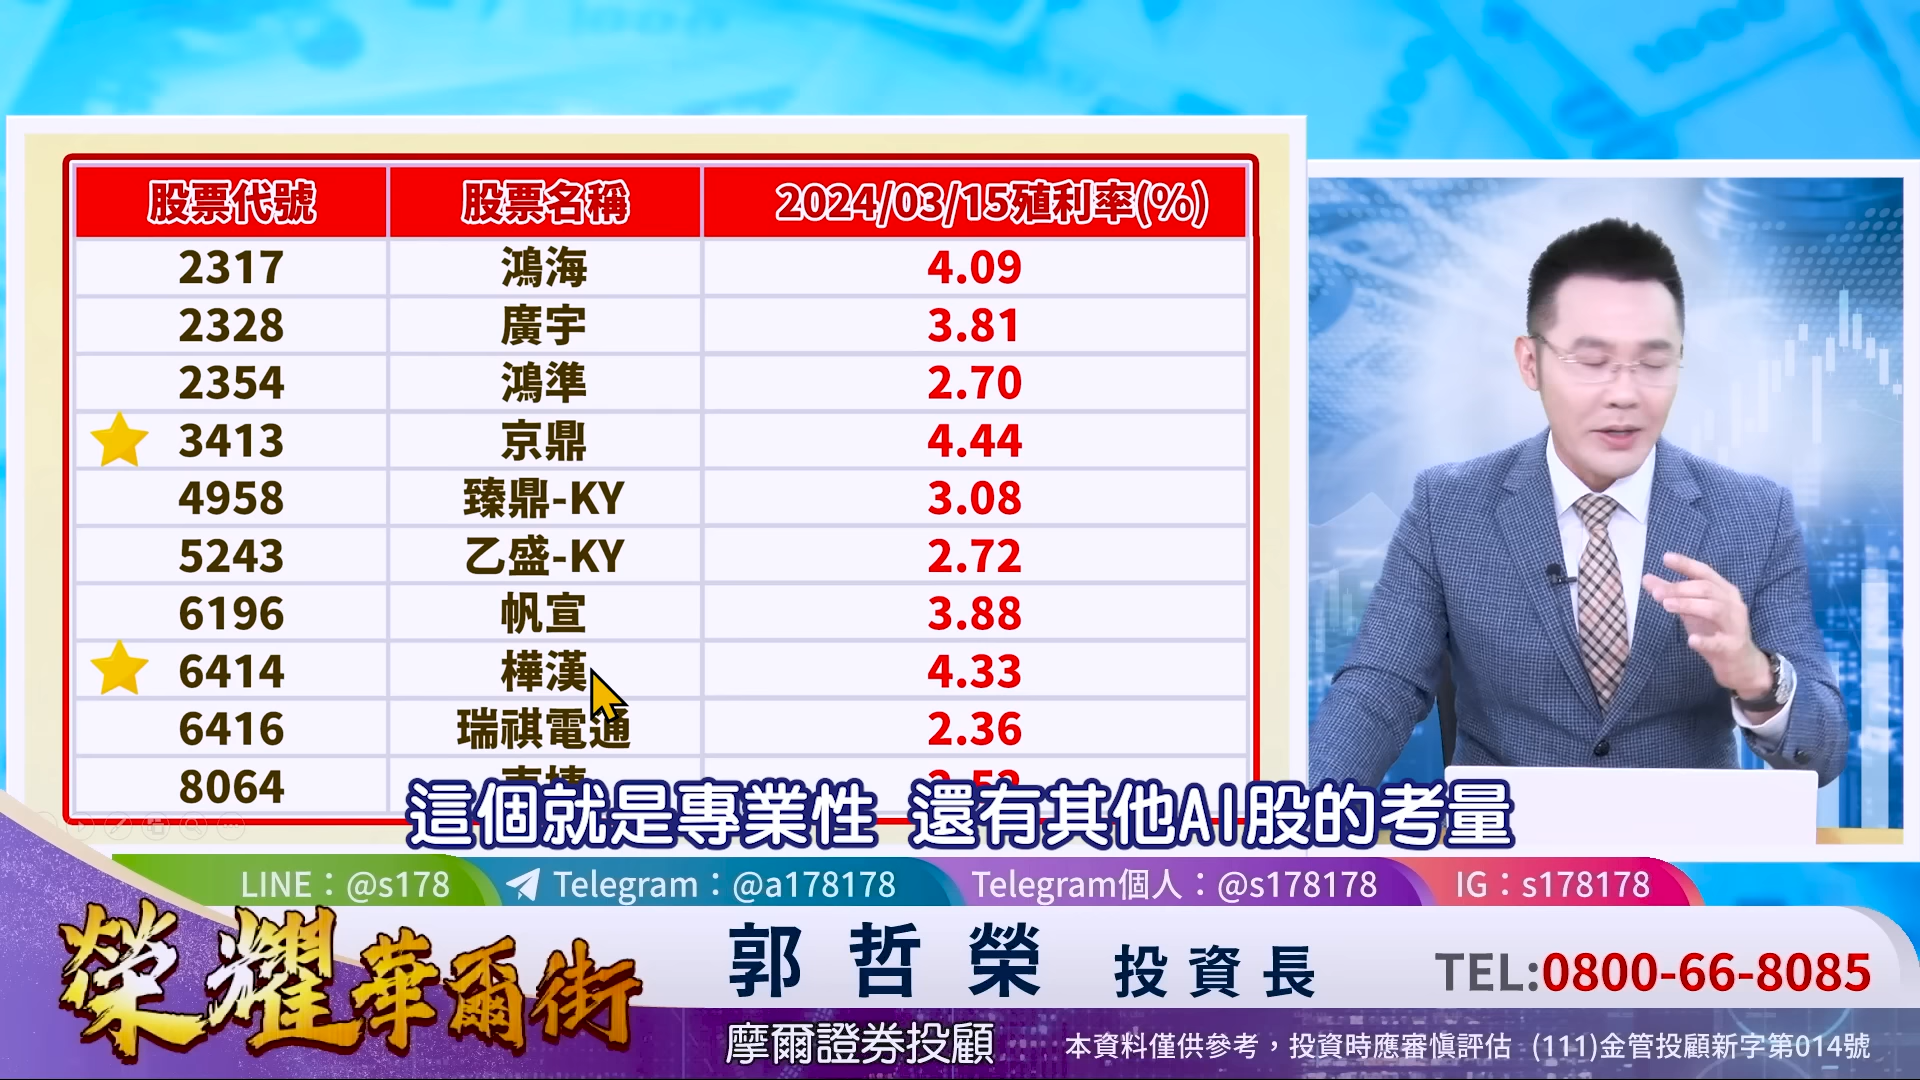 股票代號 股票名稱 2024/03/15殖利率(%)
2317 鴻海 4.09
2328 廣宇 3.81
2354 鴻準 2.70
3413 京鼎 4.44
4958 臻鼎-KY 3.08
5243 乙盛-KY 2.72
6196 帆宣 3.88
6414 樺漢 4.33
6416 瑞祺電通 2.36
8064
這個就是專業性 還有其他AI股的考量
LINE：@s178 Telegram：@a178178 Telegram個人：@s178178 IG：s178178
榮耀華爾街
郭哲榮 投資長 TEL:0800-66-8085
摩爾證券投顧 本資料僅供參考，投資時應審慎評估 (111)金管投顧新字第014號